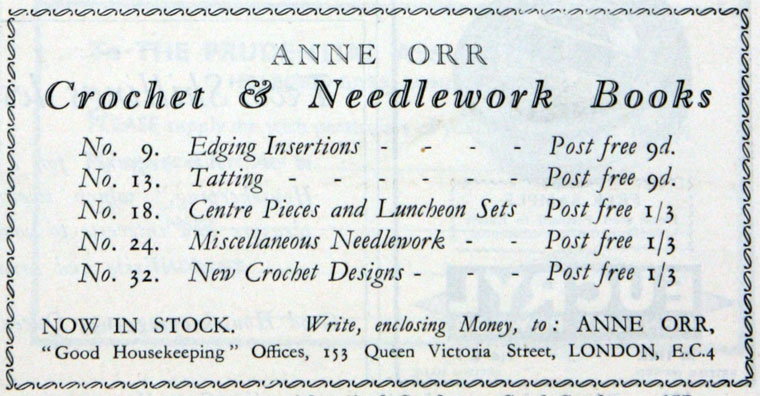 ANNE ORR
Crochet & Needlework Books
No. 9. Edging Insertions - - - - Post free 9d.
No. 13. Tatting - - - - - Post free 9d.
No. 18. Centre Pieces and Luncheon Sets Post free 1/3
No. 24. Miscellaneous Needlework - - - Post free 1/3
No. 32. New Crochet Designs - - - Post free 1/3
NOW IN STOCK. Write, enclosing Money, to : ANNE ORR,
"Good Housekeeping" Offices, 153 Queen Victoria Street, LONDON, E.C.4